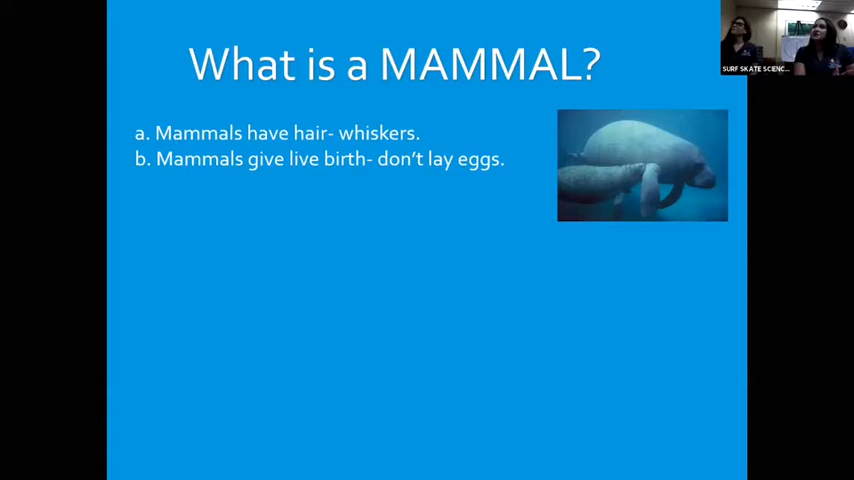 What is a MAMMAL?
a. Mammals have hair- whiskers.
b. Mammals give live birth- don't lay eggs.
SURF SKATE SCIENC...